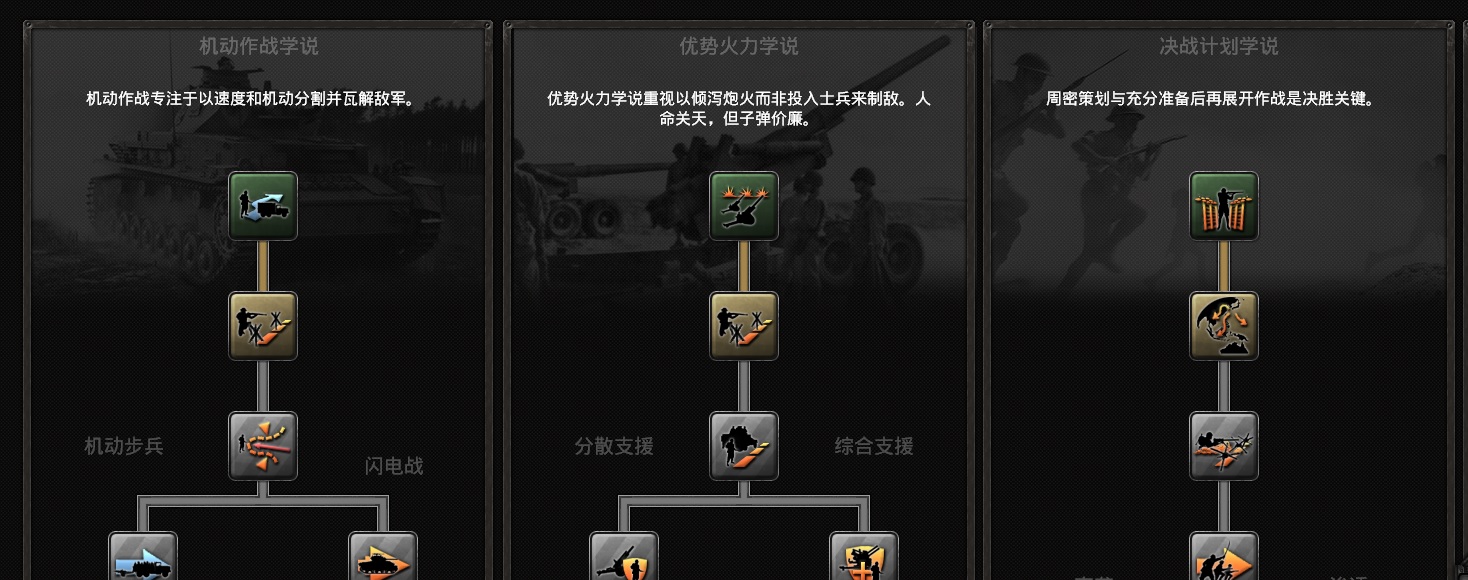 机动作战学说
机动作战专注于以速度和机动分割并瓦解敌军。
机动步兵
闪电战
优势火力学说
优势火力学说重视以倾泻炮火而非投入士兵来制敌。人
命关天，但子弹价廉。
分散支援
综合支援
决战计划学说
周密策划与充分准备后再展开作战是决胜关键。